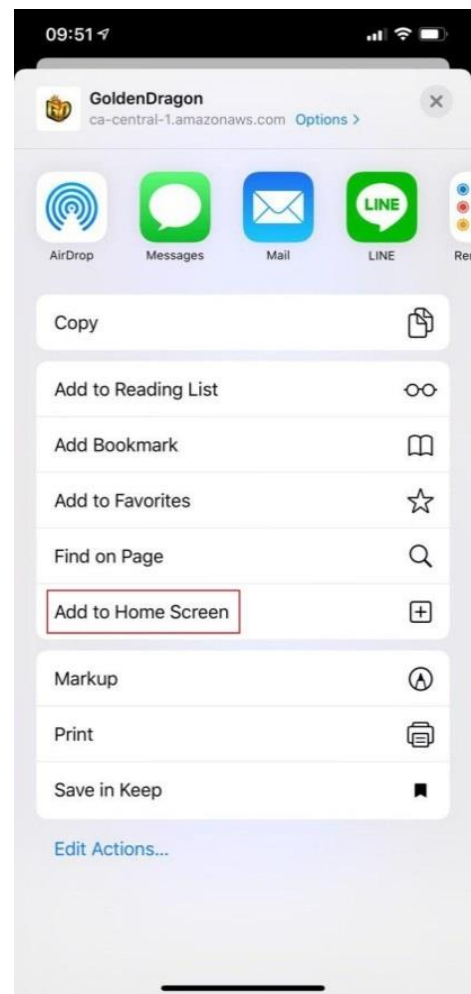 09:51
GoldenDragon
ca-central-1.amazonaws.com Options >
LINE
AirDrop Messages Mail LINE Rer
Copy
Add to Reading List
Add Bookmark
Add to Favorites
Find on Page
Add to Home Screen
Markup
Print
Save in Keep
Edit Actions...